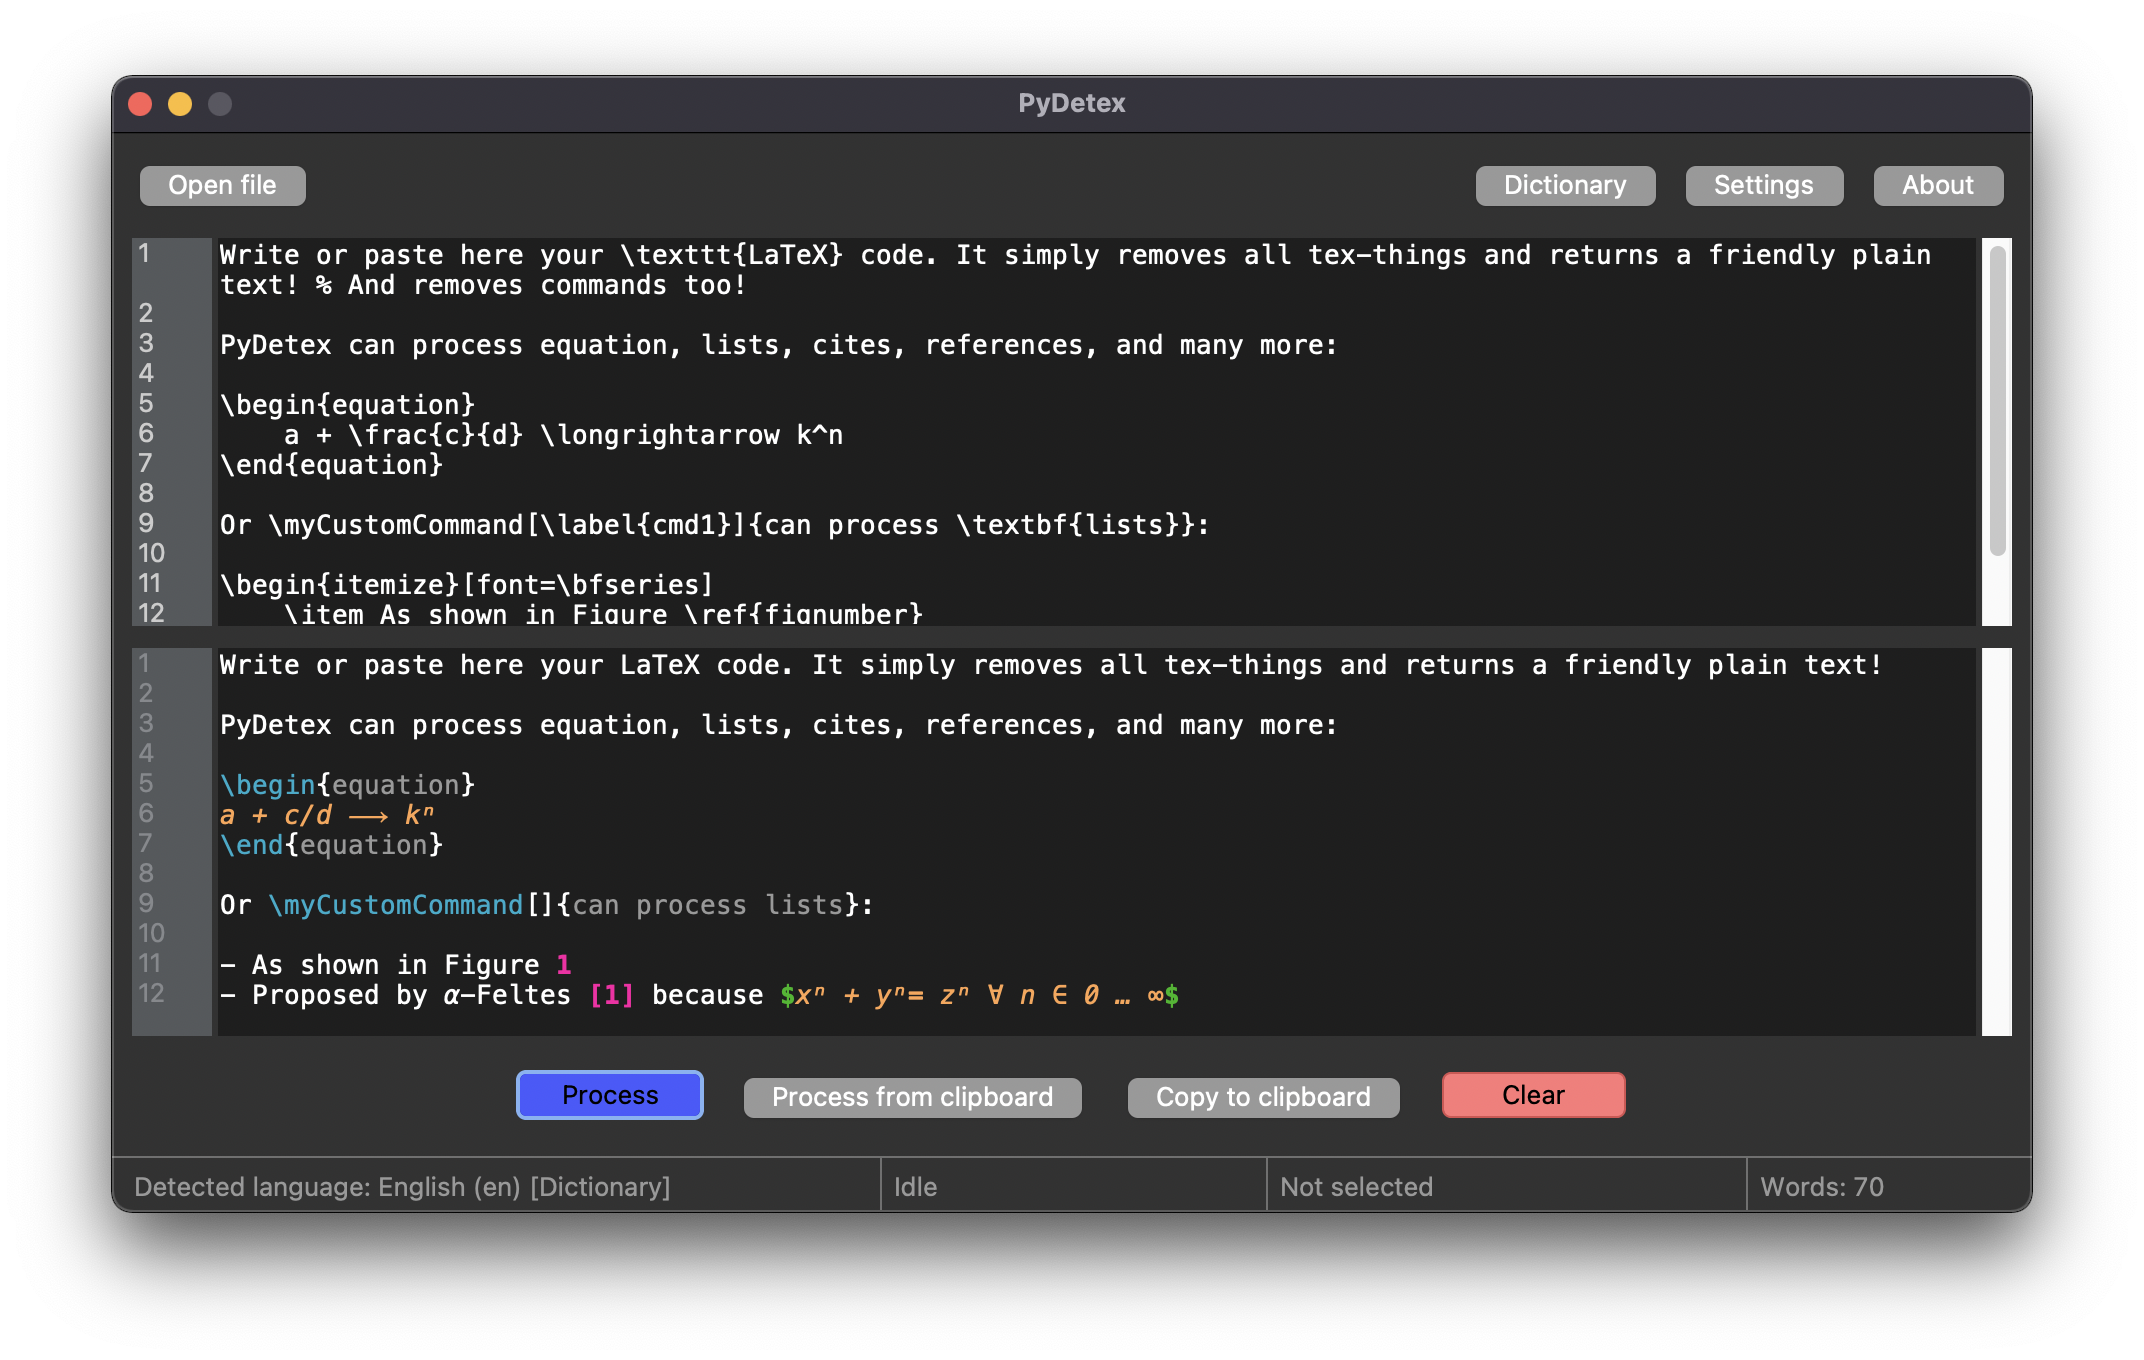 PyDetex
Open file Dictionary Settings About
1 Write or paste here your \texttt{LaTeX} code. It simply removes all tex-things and returns a friendly plain
text! % And removes commands too!
2
3 PyDetex can process equation, lists, cites, references, and many more:
4
5 \begin{equation}
6     a + \frac{c}{d} \longrightarrow k^n
7 \end{equation}
8
9 Or \myCustomCommand[\label{cmd1}]{can process \textbf{lists}}:
10
11 \begin{itemize}[font=\bfseries]
12     \item As shown in Figure \ref{fignumber}
1 Write or paste here your LaTeX code. It simply removes all tex-things and returns a friendly plain text!
2
3 PyDetex can process equation, lists, cites, references, and many more:
4
5 \begin{equation}
6 a + c/d ⟶ kⁿ
7 \end{equation}
8
9 Or \myCustomCommand[]{can process lists}:
10
11 – As shown in Figure 1
12 – Proposed by α-Feltes [1] because $xⁿ + yⁿ= zⁿ ∀ n ∈ 0 … ∞$
Process Process from clipboard Copy to clipboard Clear
Detected language: English (en) [Dictionary] Idle Not selected Words: 70